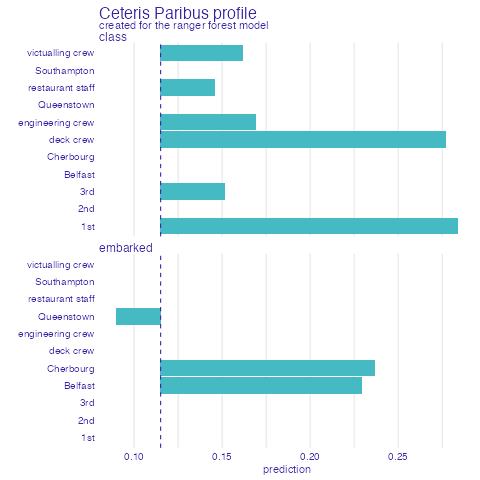 Ceteris Paribus profile
created for the ranger forest model
class
victualling crew
Southampton
restaurant staff
Queenstown
engineering crew
deck crew
Cherbourg
Belfast
3rd
2nd
1st
embarked
victualling crew
Southampton
restaurant staff
Queenstown
engineering crew
deck crew
Cherbourg
Belfast
3rd
2nd
1st
0.10 0.15 0.20 0.25
prediction